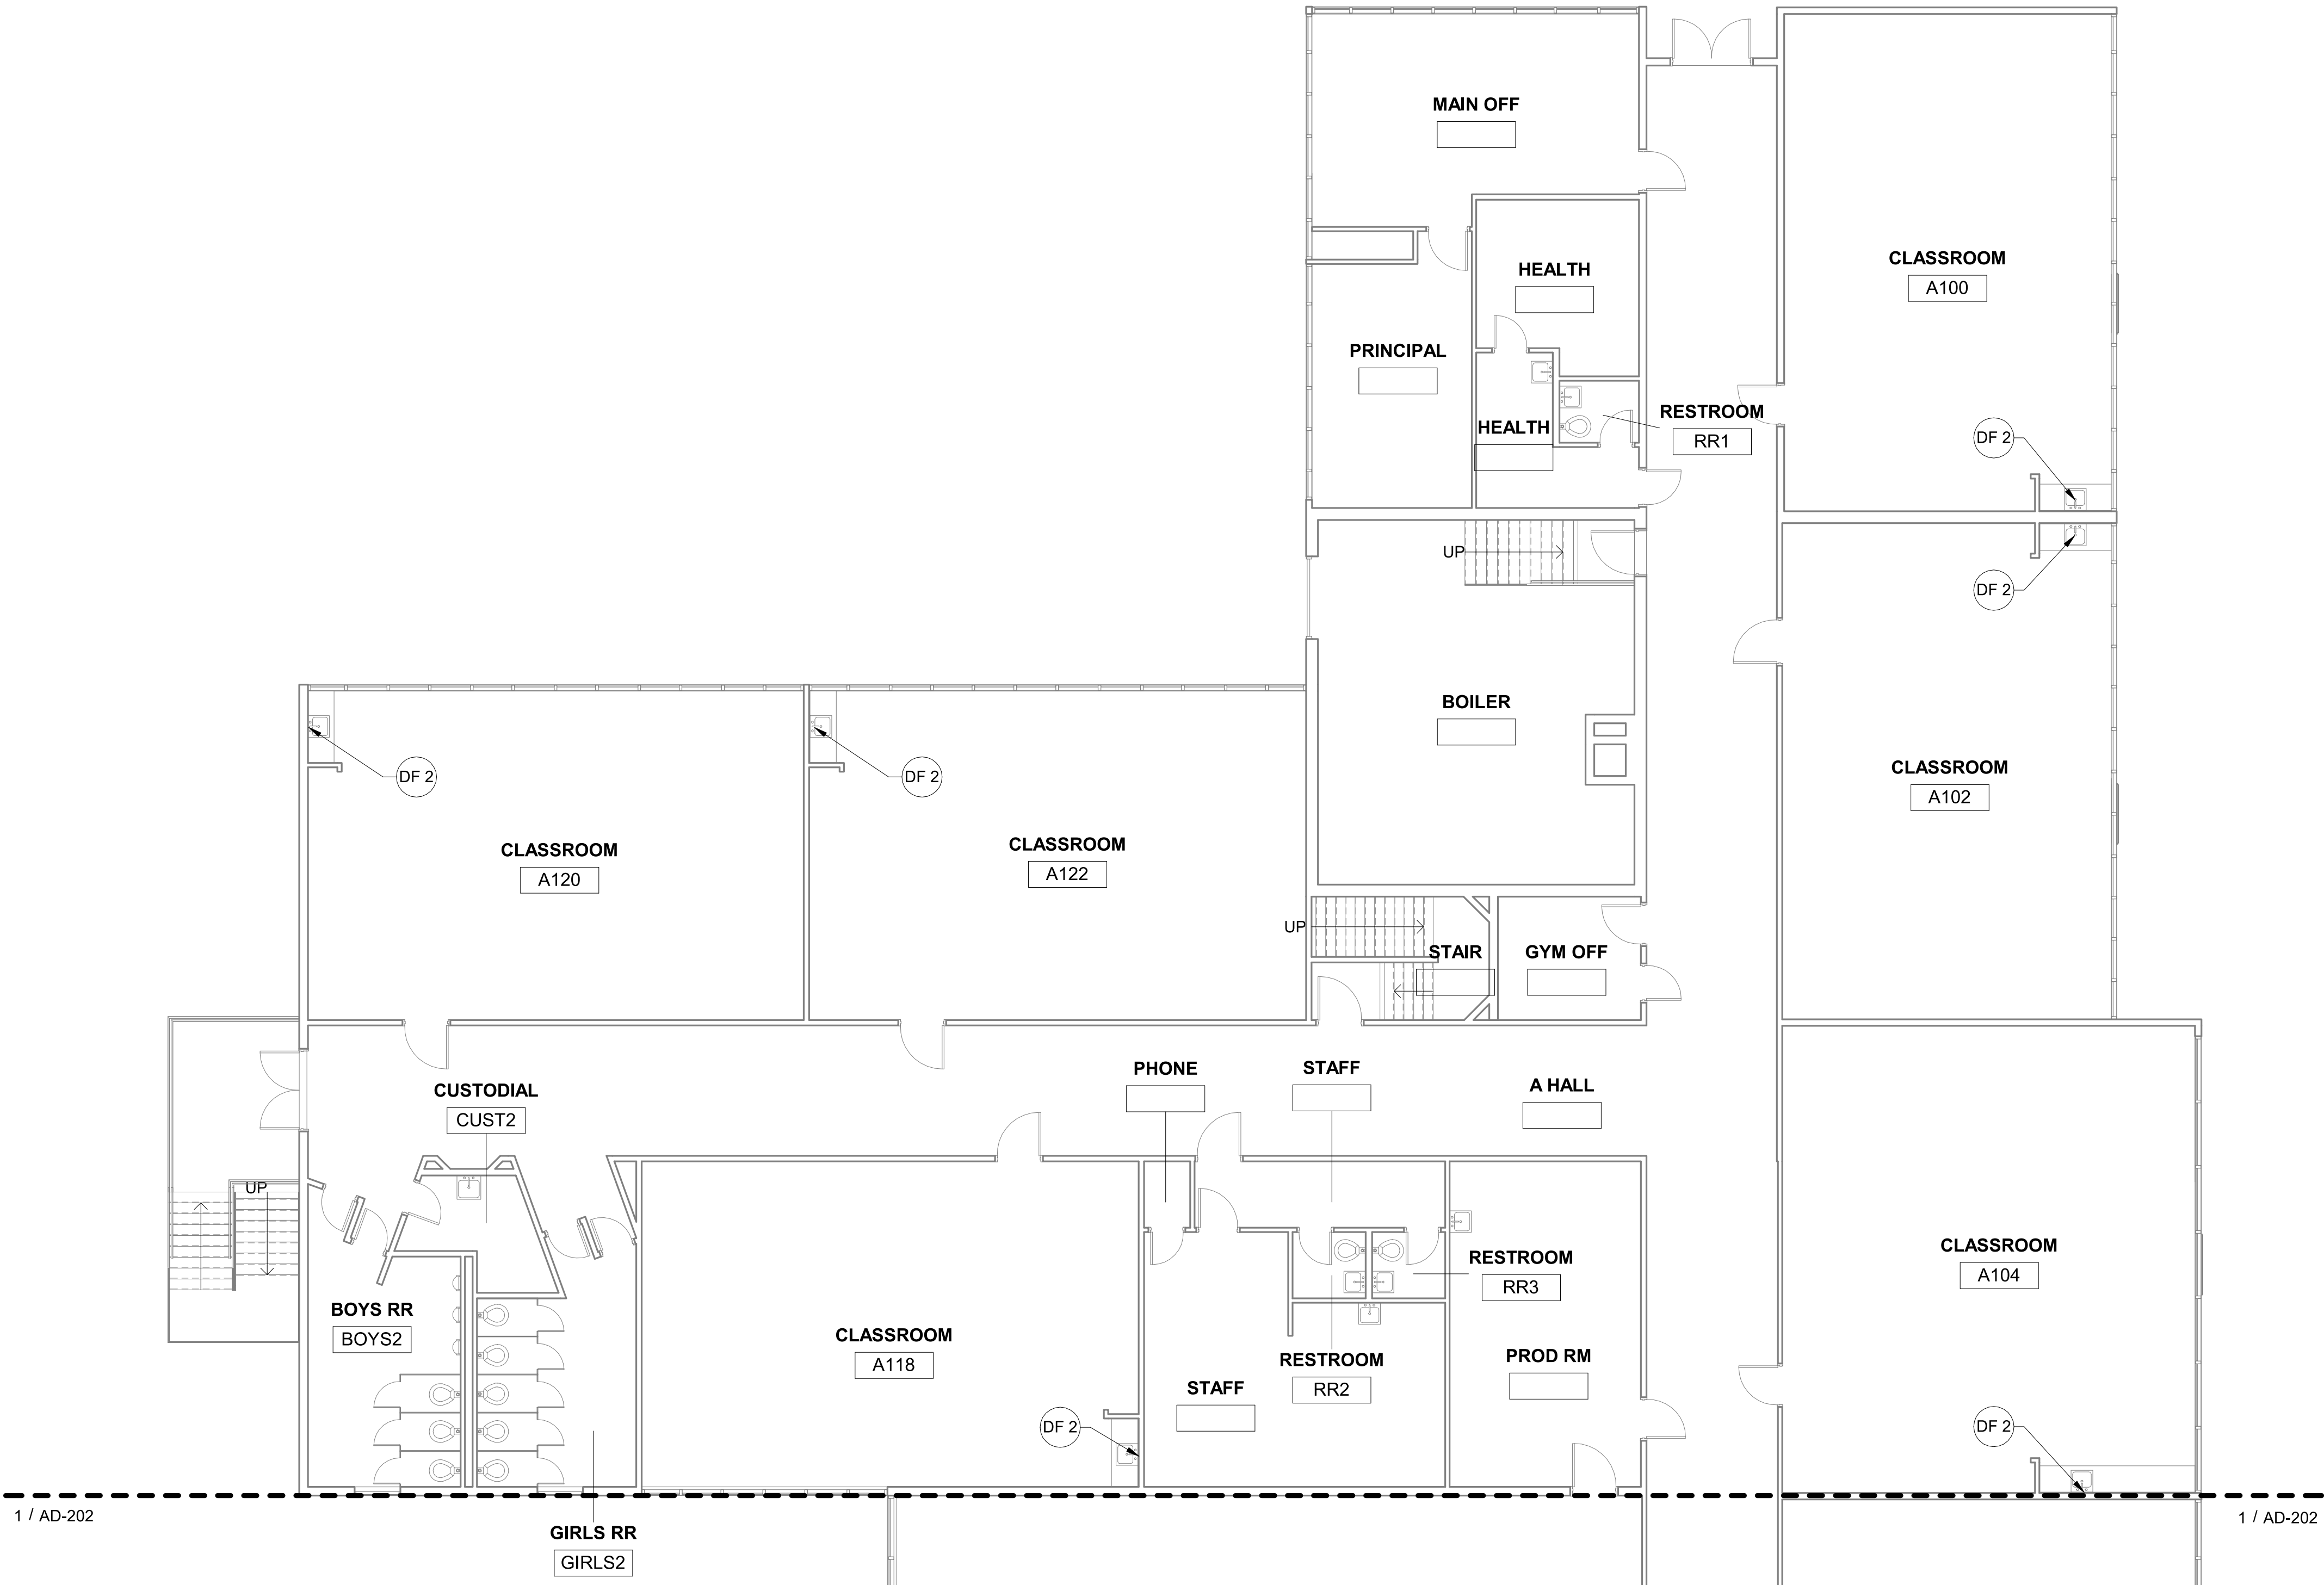 MAIN OFF
HEALTH
CLASSROOM
A100
PRINCIPAL
RESTROOM
RR1
HEALTH
DF 2
UP
DF 2
BOILER
DF 2
DF 2
CLASSROOM
A102
CLASSROOM
A120
CLASSROOM
A122
UP
STAIR
GYM OFF
PHONE
STAFF
A HALL
CUSTODIAL
CUST2
UP
RESTROOM
RR3
CLASSROOM
A104
BOYS RR
BOYS2
CLASSROOM
A118
RESTROOM
RR2
PROD RM
STAFF
DF 2
DF 2
1 / AD-202
1 / AD-202
GIRLS RR
GIRLS2